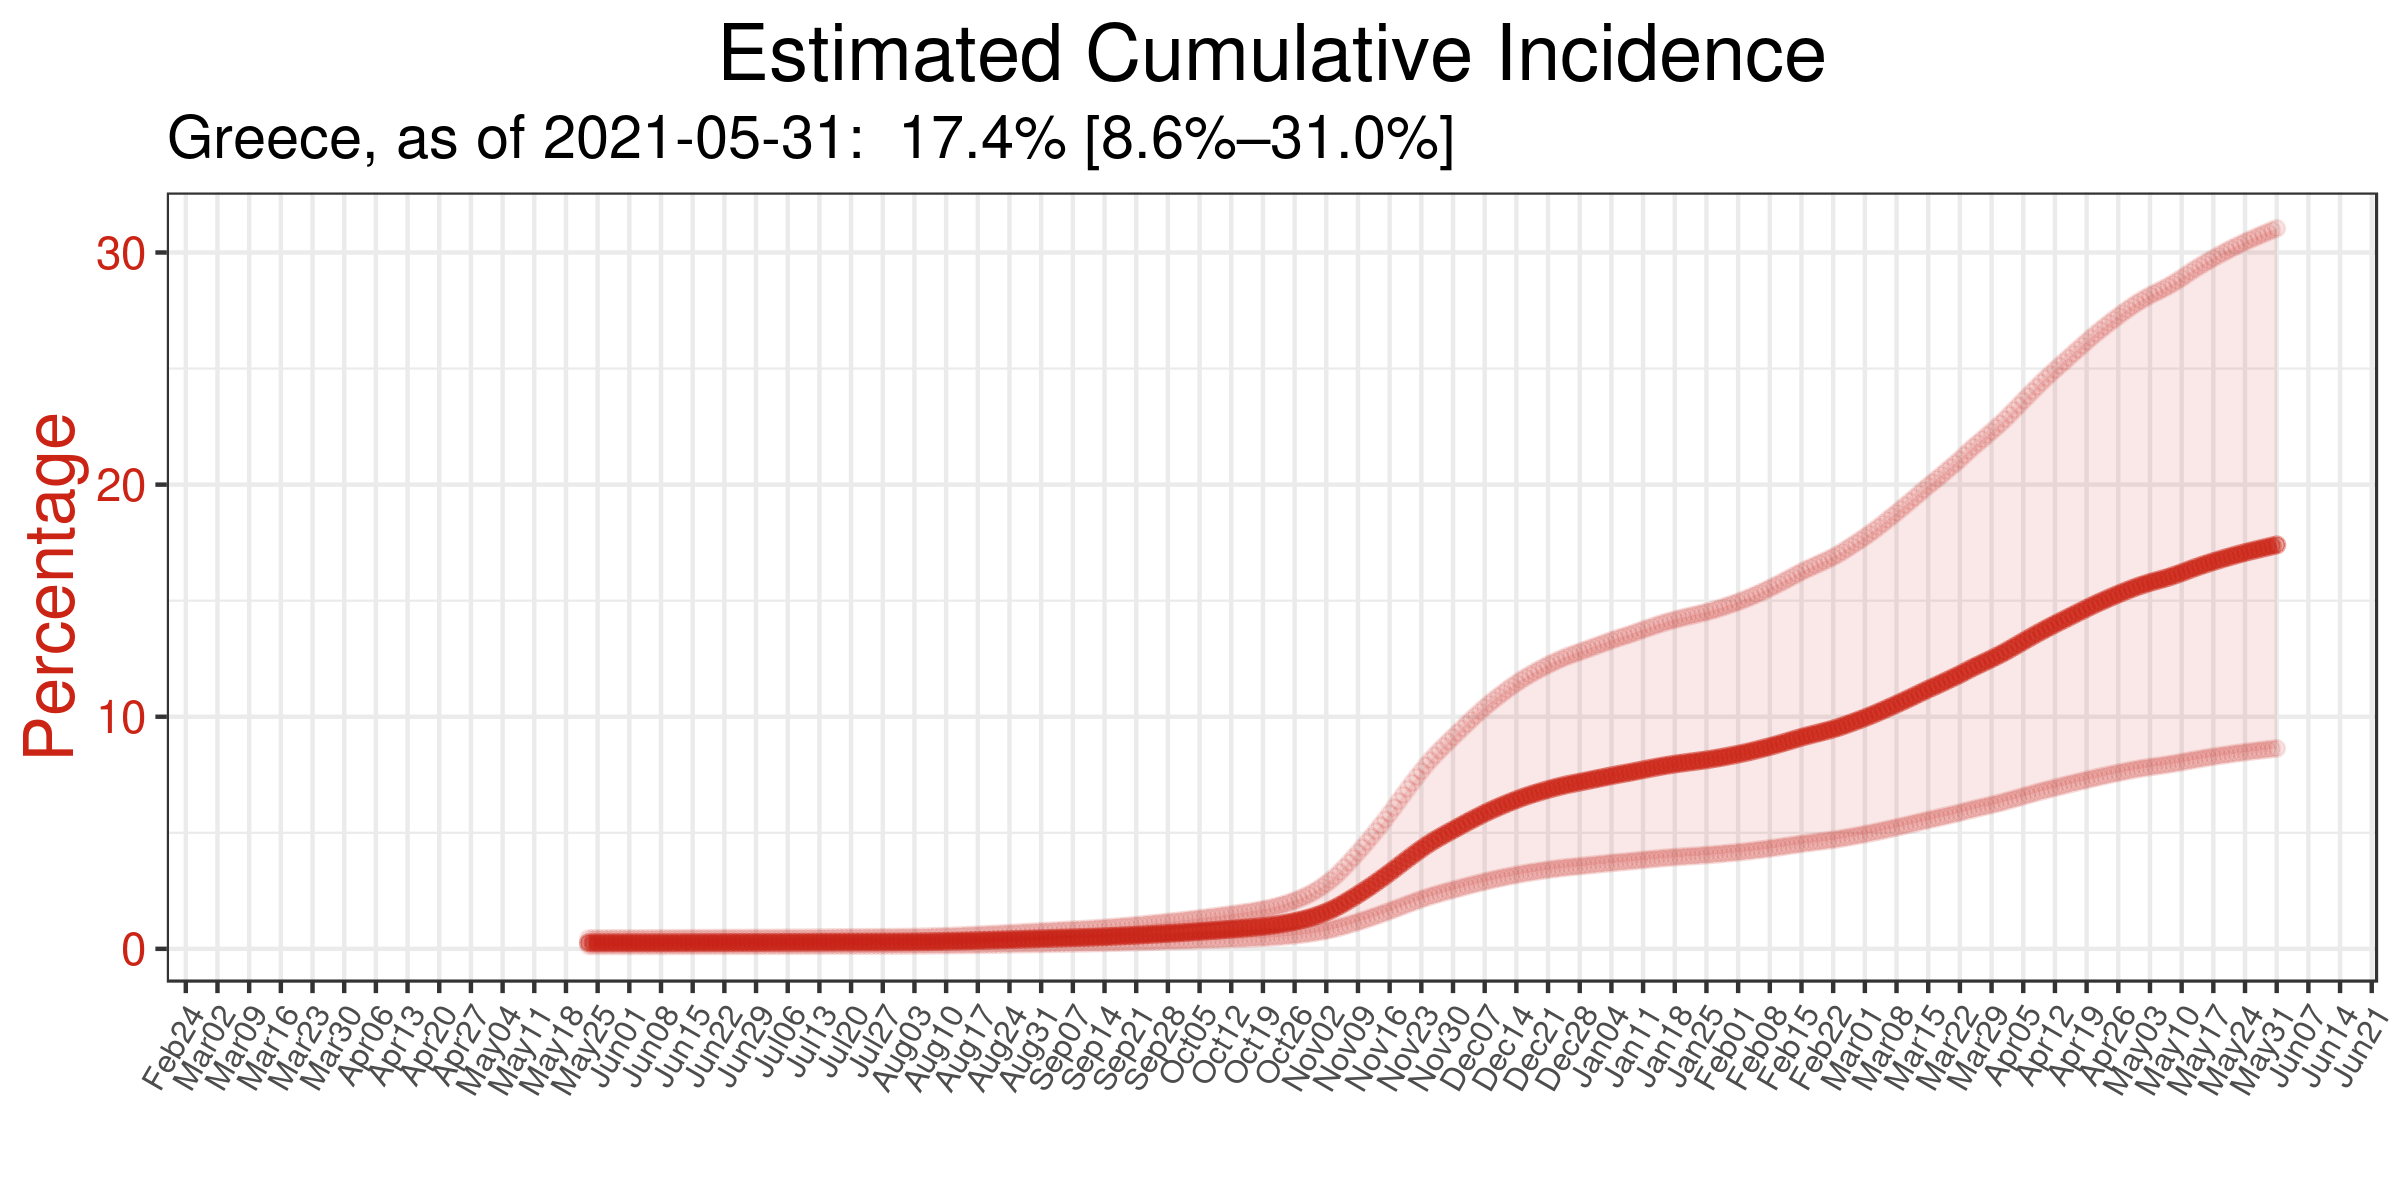 Estimated Cumulative Incidence
Greece, as of 2021-05-31:  17.4% [8.6%–31.0%]
Percentage
30
20
10
0
Feb24 Mar02 Mar09 Mar16 Mar23 Mar30 Apr06 Apr13 Apr20 Apr27 May04 May11 May18 May25 Jun01 Jun08 Jun15 Jun22 Jun29 Jul06 Jul13 Jul20 Jul27 Aug03 Aug10 Aug17 Aug24 Aug31 Sep07 Sep14 Sep21 Sep28 Oct05 Oct12 Oct19 Oct26 Nov02 Nov09 Nov16 Nov23 Nov30 Dec07 Dec14 Dec21 Dec28 Jan04 Jan11 Jan18 Jan25 Feb01 Feb08 Feb15 Feb22 Mar01 Mar08 Mar15 Mar22 Mar29 Apr05 Apr12 Apr19 Apr26 May03 May10 May17 May24 May31 Jun07 Jun14 Jun21